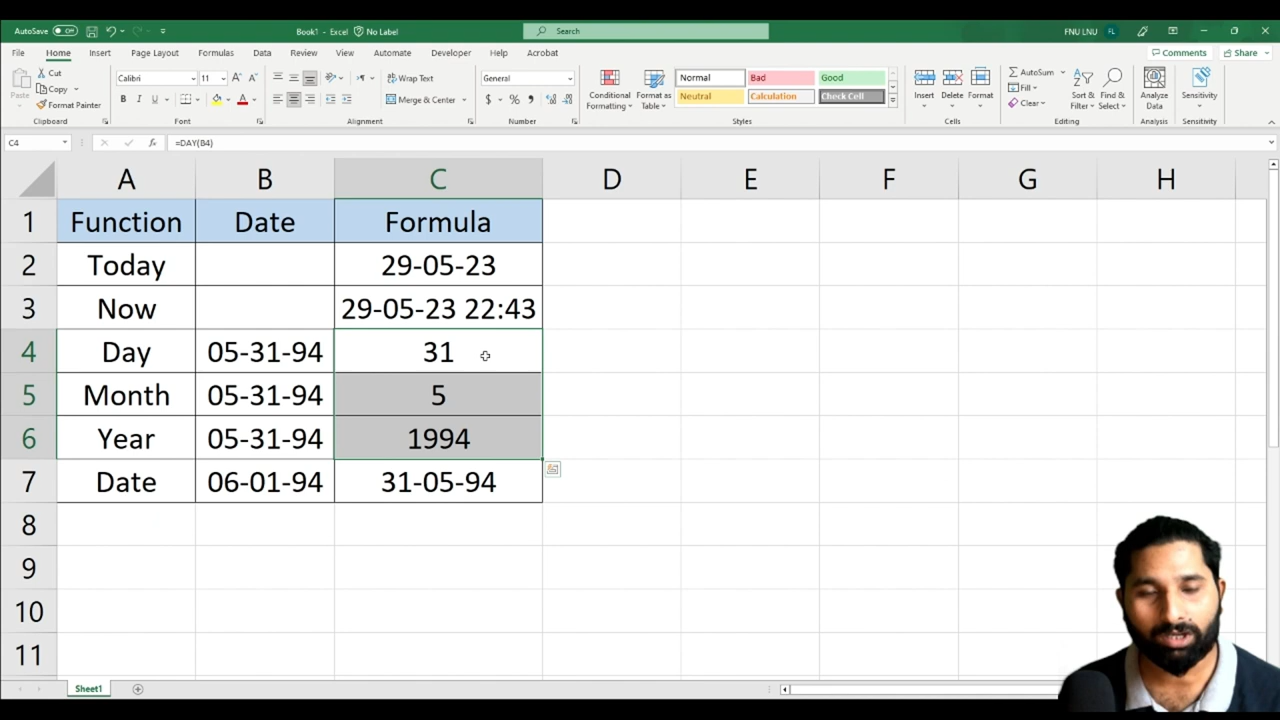 AutoSave Off Book1 - Excel No Label Search FNU LNU FL
File Home Insert Draw Page Layout Formulas Data Review View Automate Developer Help Acrobat Comments Share
Cut
Copy
Format Painter
Paste
Clipboard
Calibri 11
B I U
Font
Wrap Text
Merge & Center
Alignment
General
$ % ,
Number
Conditional Formatting
Format as Table
Normal Bad Good
Neutral Calculation Check Cell
Styles
Insert Delete Format
Cells
AutoSum
Fill
Clear
Sort & Filter
Find & Select
Editing
Analyze Data
Analysis
Sensitivity
Sensitivity
C4 fx =DAY(B4)
A B C D E F G H
1 Function Date Formula
2 Today 29-05-23
3 Now 29-05-23 22:43
4 Day 05-31-94 31
5 Month 05-31-94 5
6 Year 05-31-94 1994
7 Date 06-01-94 31-05-94
8
9
10
11
Sheet1